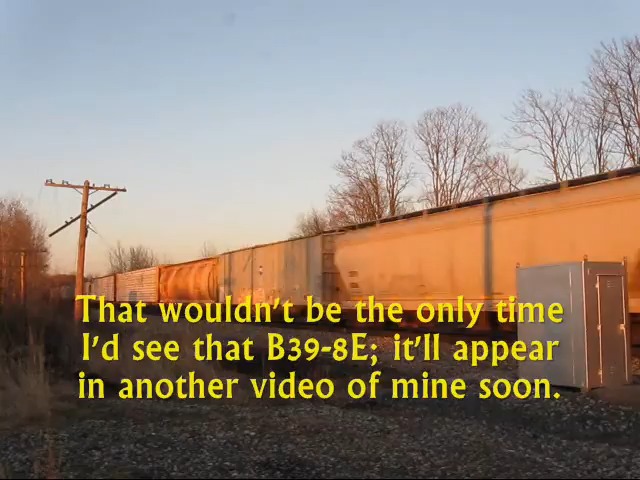 That wouldn't be the only time
I'd see that B39-8E; it'll appear
in another video of mine soon.